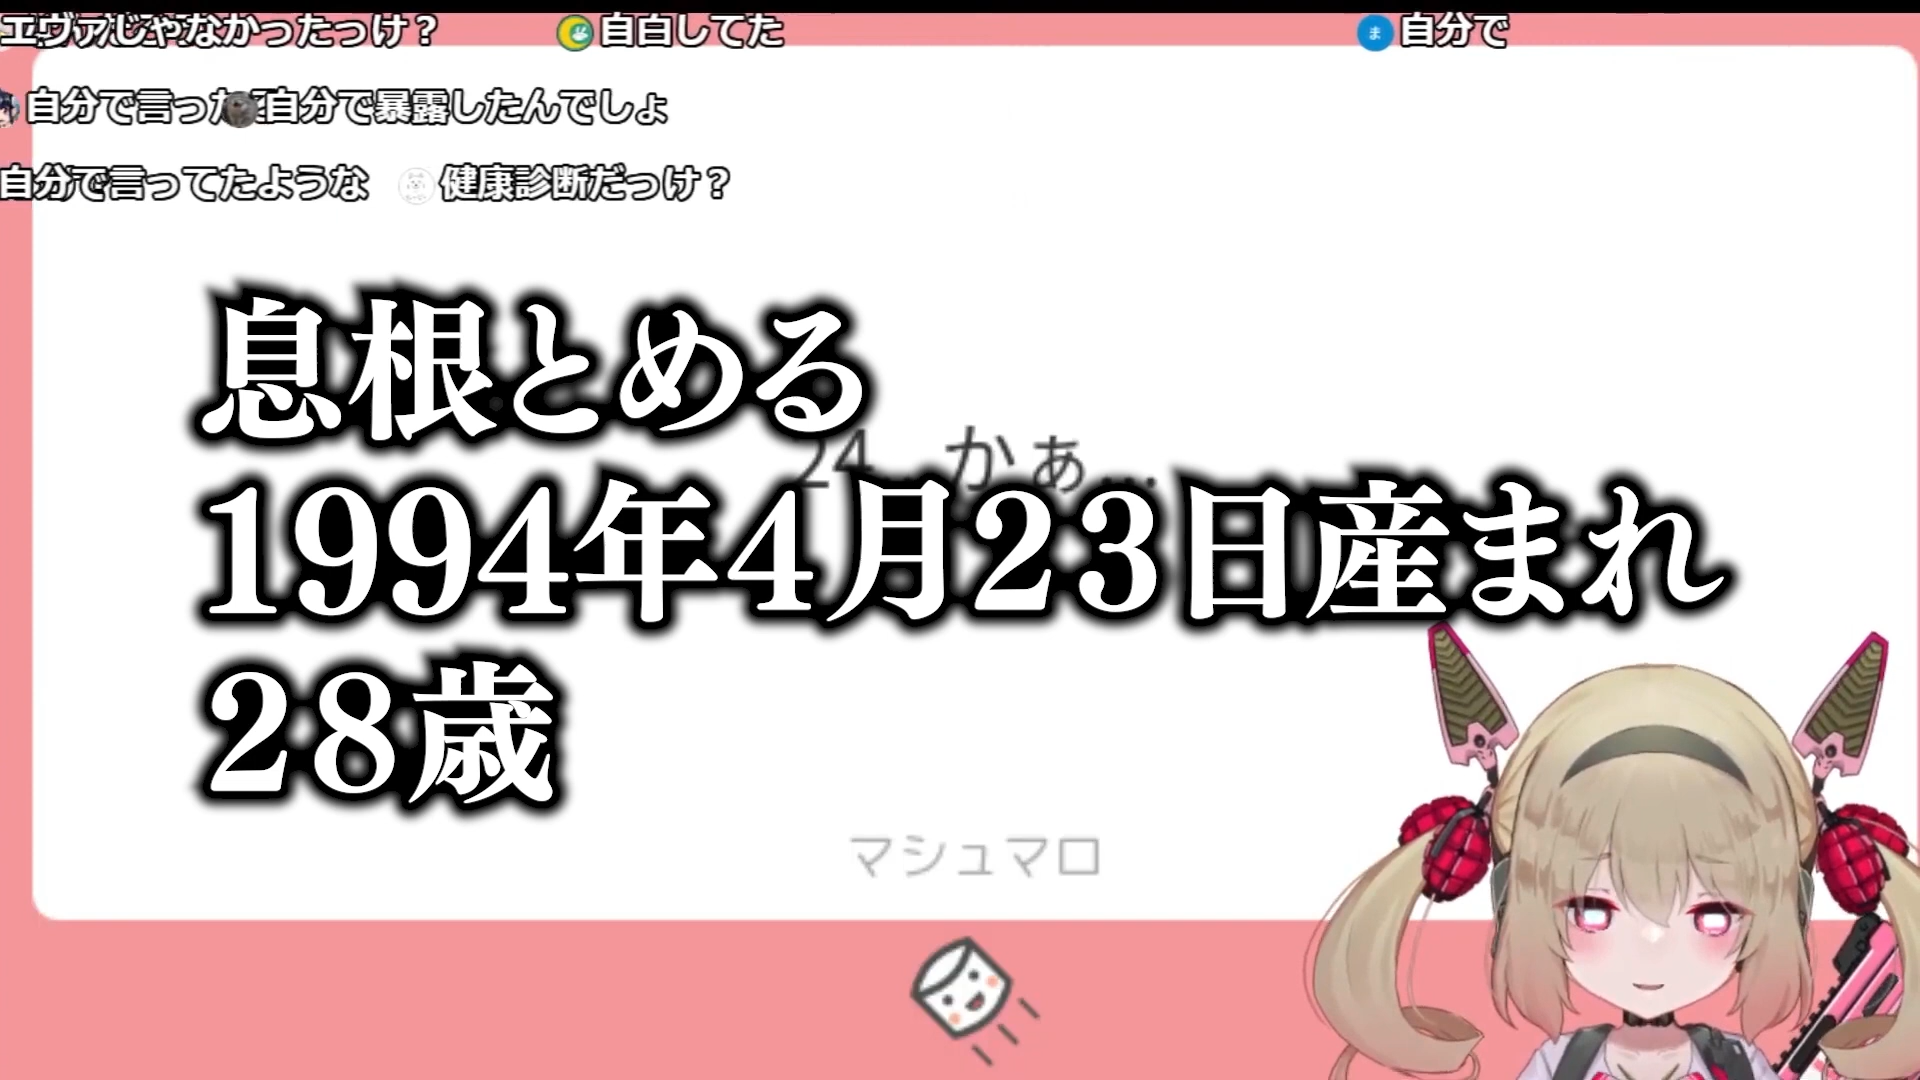 エヴァじゃなかったっけ？
自白してた
ま
自分で
自分で言った
自分で暴露したんでしょ
自分で言ってたような
健康診断だっけ？
息根とめる
24、かぁ…
1994年4月23日産まれ
28歳
マシュマロ